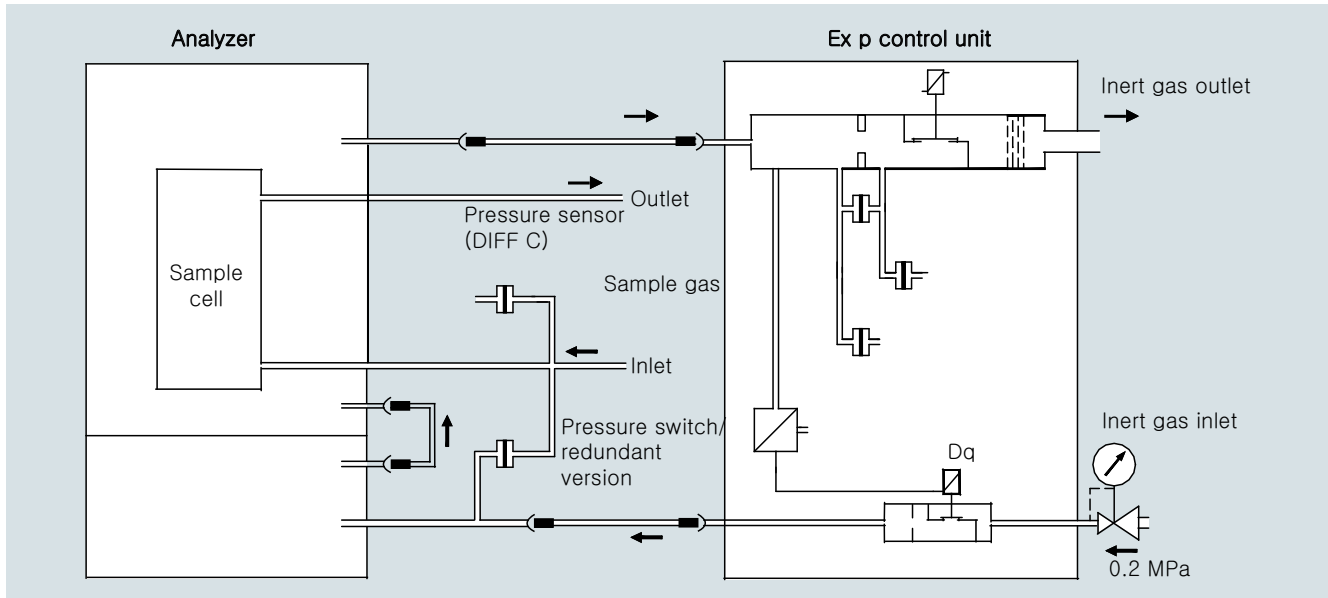 Analyzer
Ex p control unit
Inert gas outlet
Outlet
Pressure sensor
(DIFF C)
Sample
cell
Sample gas
Inlet
Pressure switch/
redundant
version
Inert gas inlet
Dq
0.2 MPa